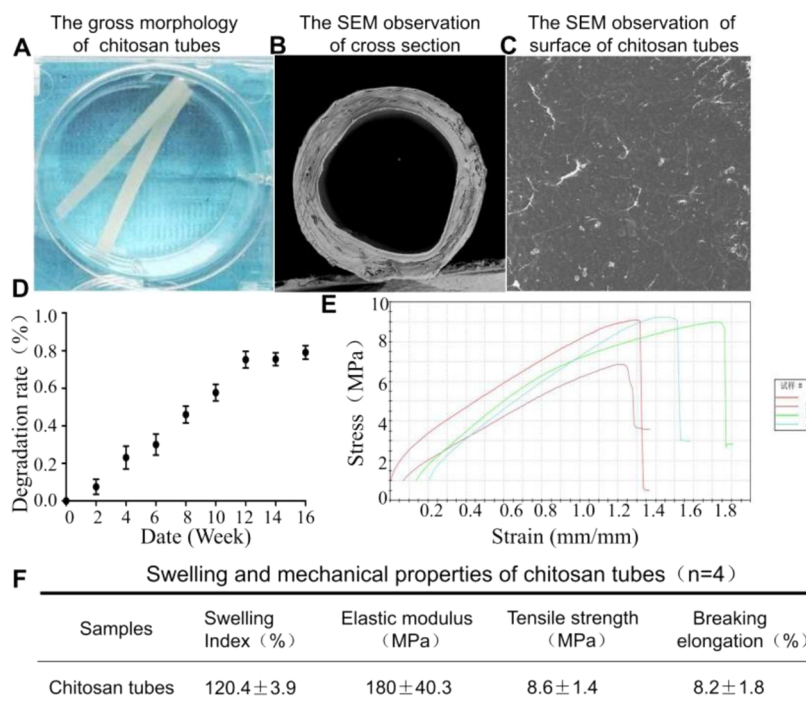 The gross morphology
of chitosan tubes
The SEM observation
of cross section
The SEM observation of
surface of chitosan tubes
A
B
C
D
E
1.0
0.8
0.6
0.4
0.2
0.0
Degradation rate（%）
0 2 4 6 8 10 12 14 16
Date (Week)
10
8
6
4
2
0
Stress（MPa）
0.2 0.4 0.6 0.8 1.0 1.2 1.4 1.6 1.8
Strain (mm/mm)
试样 #
F
Swelling and mechanical properties of chitosan tubes（n=4）
Samples
Swelling
Index（%）
Elastic modulus
（MPa）
Tensile strength
（MPa）
Breaking
elongation（%）
Chitosan tubes 120.4±3.9 180±40.3 8.6±1.4 8.2±1.8